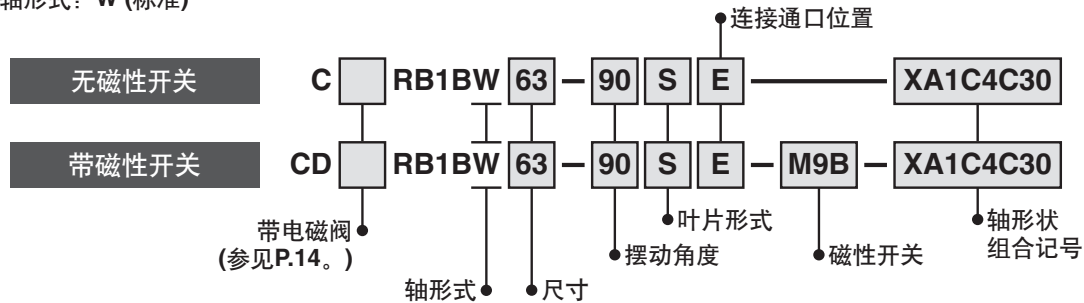 轴形式：W (标准)
连接通口位置
无磁性开关 C RB1BW 63 － 90 S E XA1C4C30
带磁性开关 CD RB1BW 63 － 90 S E － M9B － XA1C4C30
带电磁阀
(参见P.14。)
轴形式
尺寸
摆动角度
叶片形式
磁性开关
轴形状
组合记号